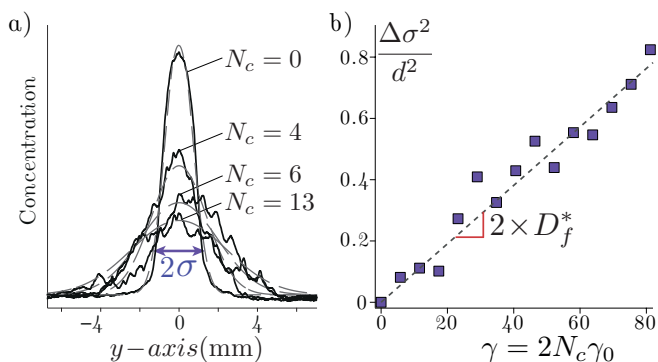 a)
Concentration
N_c = 0
N_c = 4
N_c = 6
N_c = 13
2σ
−4 0 4
y−axis(mm)
b)
Δσ²/d²
0.8
0.6
0.4
0.2
0
2 × D_f^*
0 20 40 60 80
γ = 2N_cγ_0